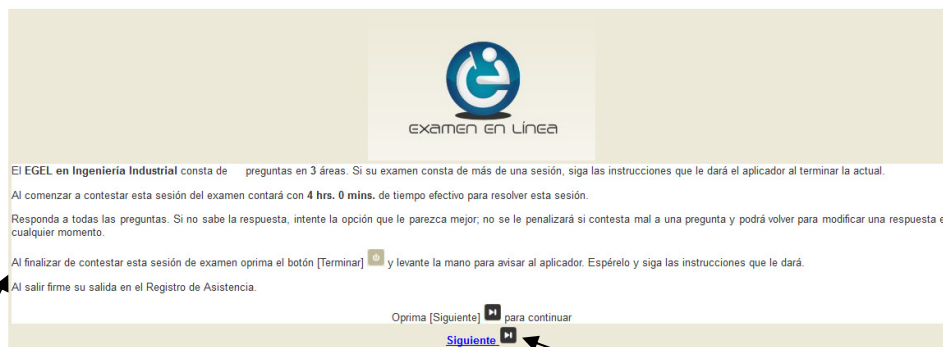 examen en Línea
El EGEL en Ingeniería Industrial consta de preguntas en 3 áreas. Si su examen consta de más de una sesión, siga las instrucciones que le dará el aplicador al terminar la actual.
Al comenzar a contestar esta sesión del examen contará con 4 hrs. 0 mins. de tiempo efectivo para resolver esta sesión.
Responda a todas las preguntas. Si no sabe la respuesta, intente la opción que le parezca mejor; no se le penalizará si contesta mal a una pregunta y podrá volver para modificar una respuesta e
cualquier momento.
Al finalizar de contestar esta sesión de examen oprima el botón [Terminar] y levante la mano para avisar al aplicador. Espérelo y siga las instrucciones que le dará.
Al salir firme su salida en el Registro de Asistencia.
Oprima [Siguiente] para continuar
Siguiente